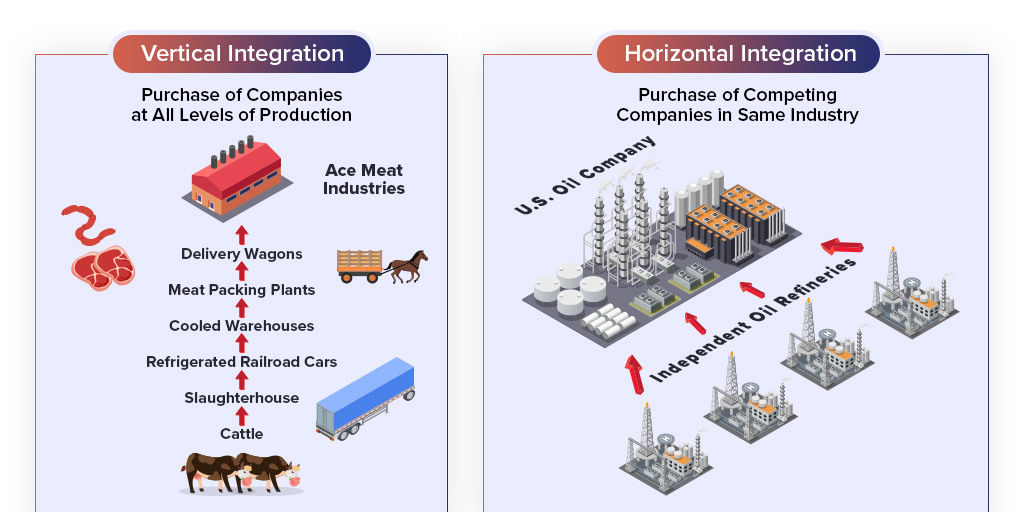 Vertical Integration
Purchase of Companies
at All Levels of Production
Ace Meat
Industries
Delivery Wagons
Meat Packing Plants
Cooled Warehouses
Refrigerated Railroad Cars
Slaughterhouse
Cattle
Horizontal Integration
Purchase of Competing
Companies in Same Industry
U.S. Oil Company
Independent Oil Refineries